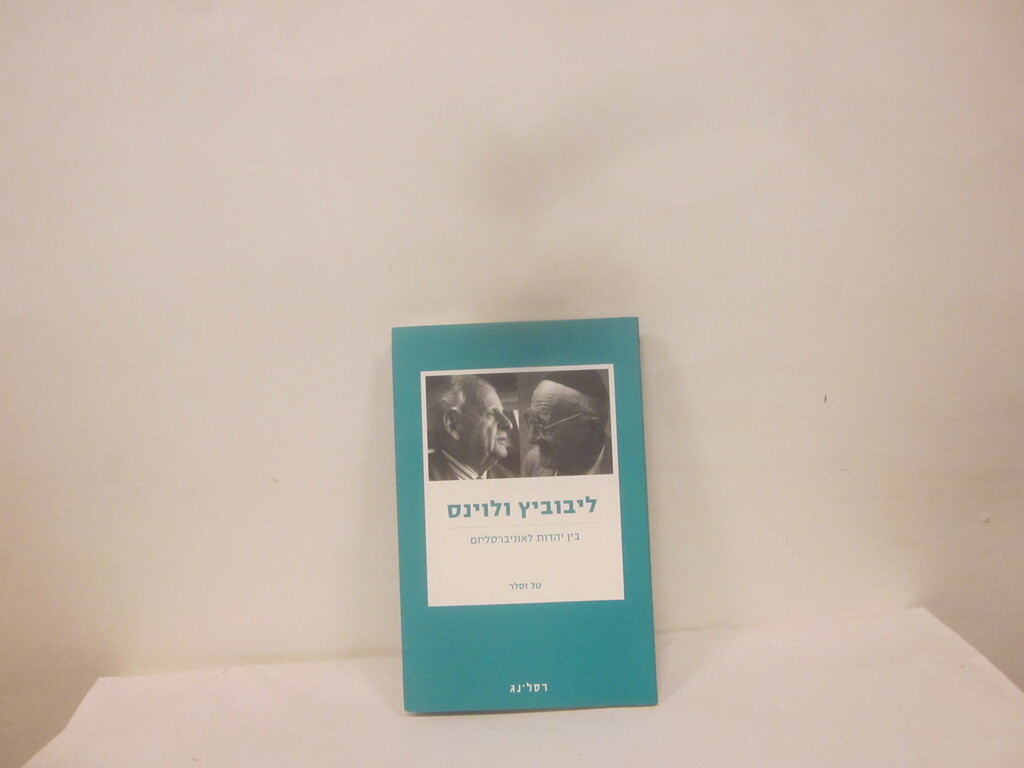 ליבוביץ ולוינס
בין יהדות לאוניברסליזם
טל זסלר
רסלינג